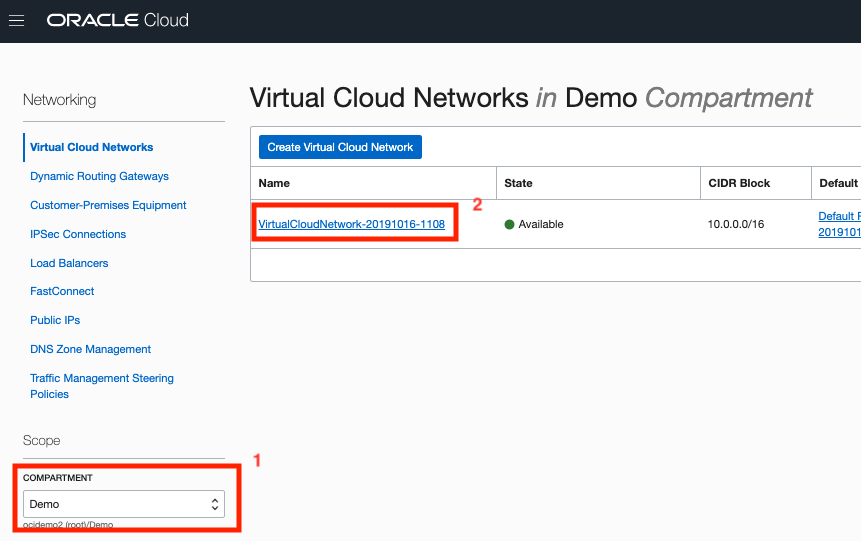 ORACLE Cloud
Networking
Virtual Cloud Networks
Dynamic Routing Gateways
Customer-Premises Equipment
IPSec Connections
Load Balancers
FastConnect
Public IPs
DNS Zone Management
Traffic Management Steering
Policies
Scope
1
COMPARTMENT
Demo
ocidemo2 (root)/Demo
Virtual Cloud Networks in Demo Compartment
Create Virtual Cloud Network
Name State CIDR Block Default
2
VirtualCloudNetwork-20191016-1108 Available 10.0.0.0/16 Default
201910